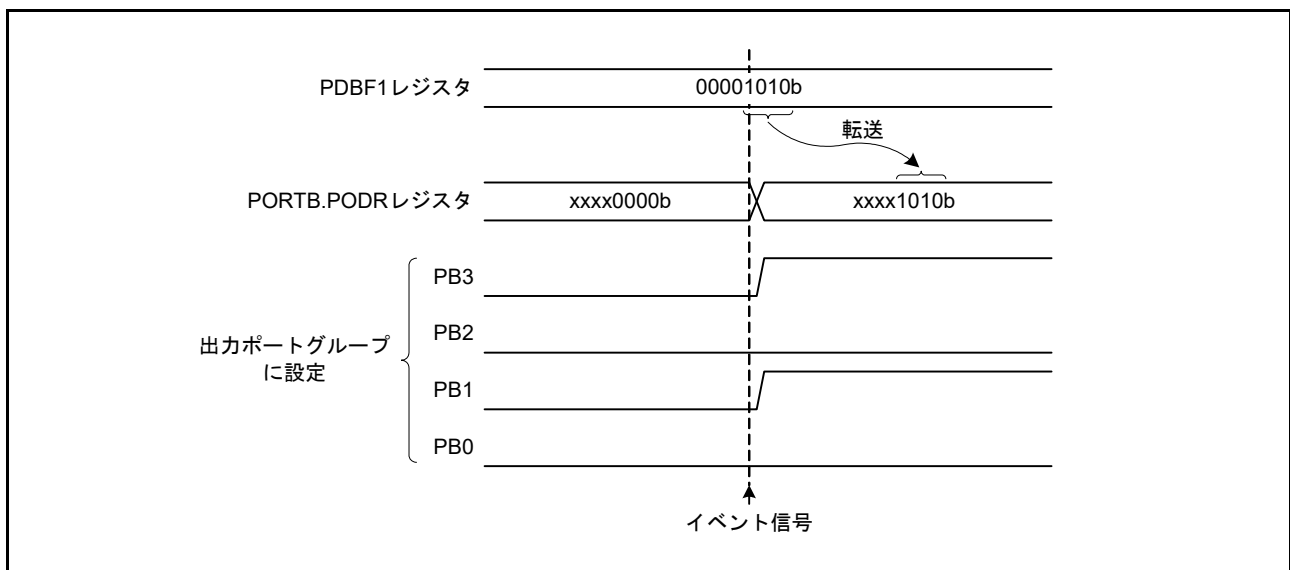 PDBF1レジスタ
00001010b
転送
PORTB.PODRレジスタ
xxxx0000b
xxxx1010b
PB3
出力ポートグループ
に設定
PB2
PB1
PB0
イベント信号